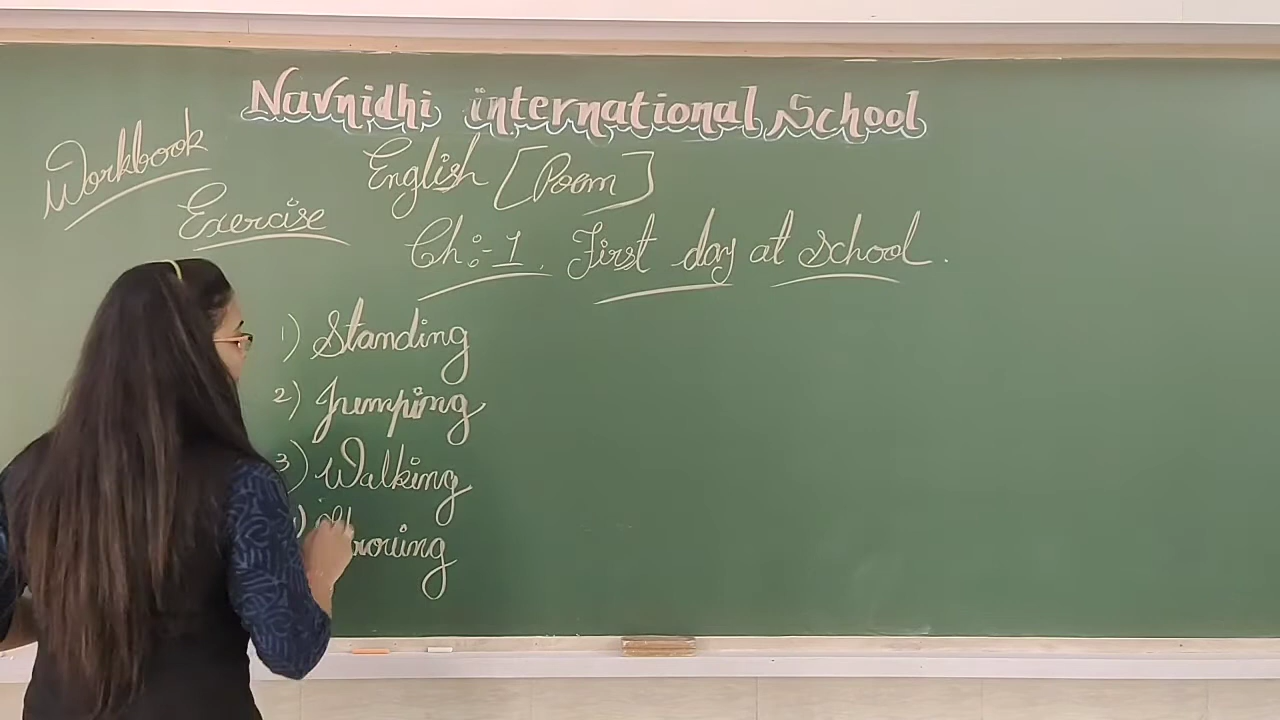 Navnidhi international School
Workbook
English [Poem]
Exercise
Ch:-1. First day at school.
1) Standing
2) Jumping
3) Walking